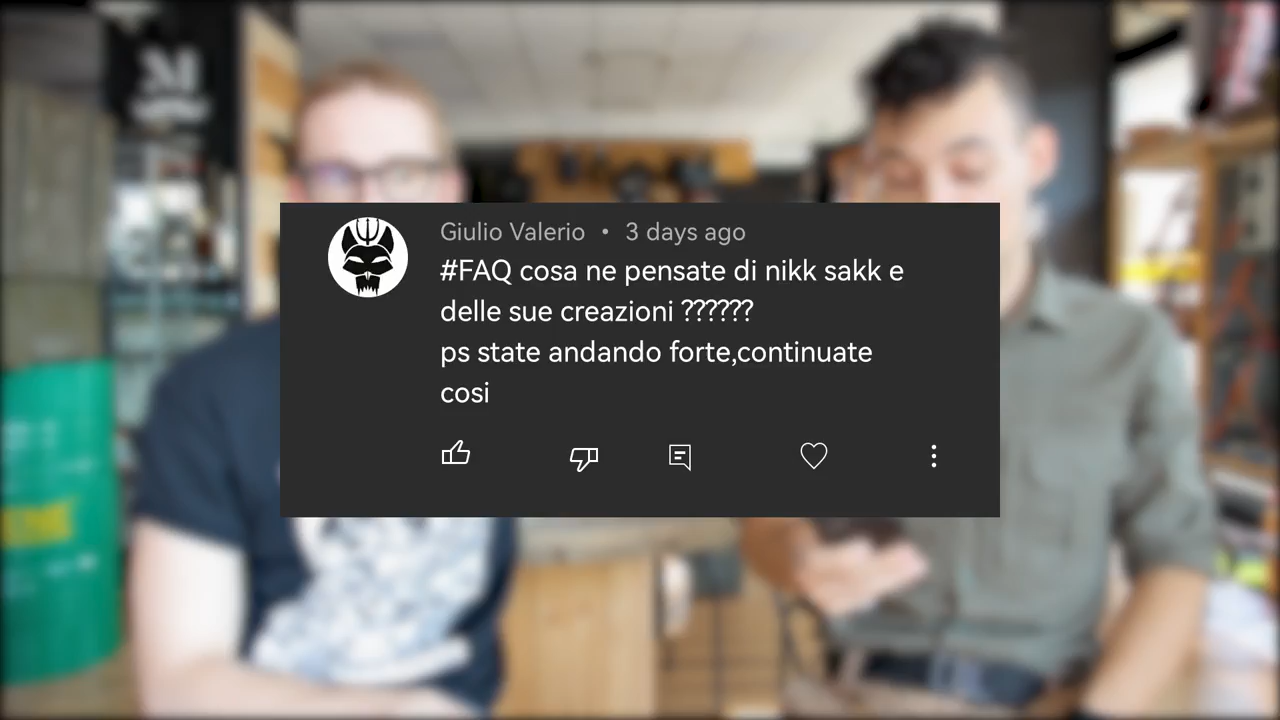 Giulio Valerio • 3 days ago
#FAQ cosa ne pensate di nikk sakk e
delle sue creazioni ??????
ps state andando forte,continuate
cosi